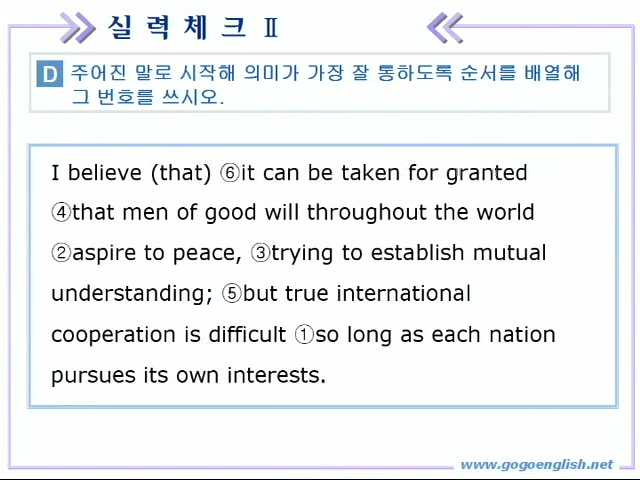 실 력 체 크 Ⅱ
D 주어진 말로 시작해 의미가 가장 잘 통하도록 순서를 배열해
그 번호를 쓰시오.
I believe (that) ⑥it can be taken for granted
④that men of good will throughout the world
②aspire to peace, ③trying to establish mutual
understanding; ⑤but true international
cooperation is difficult ①so long as each nation
pursues its own interests.
www.gogoenglish.net